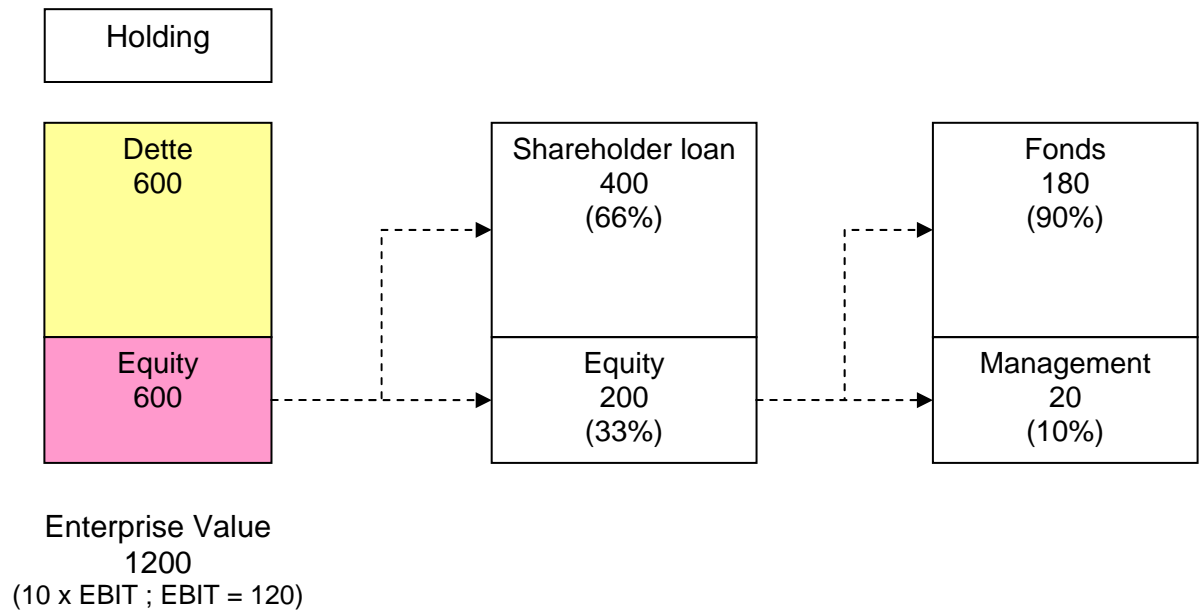 Holding
Dette
600
Equity
600
Enterprise Value
1200
(10 x EBIT ; EBIT = 120)
Shareholder loan
400
(66%)
Equity
200
(33%)
Fonds
180
(90%)
Management
20
(10%)